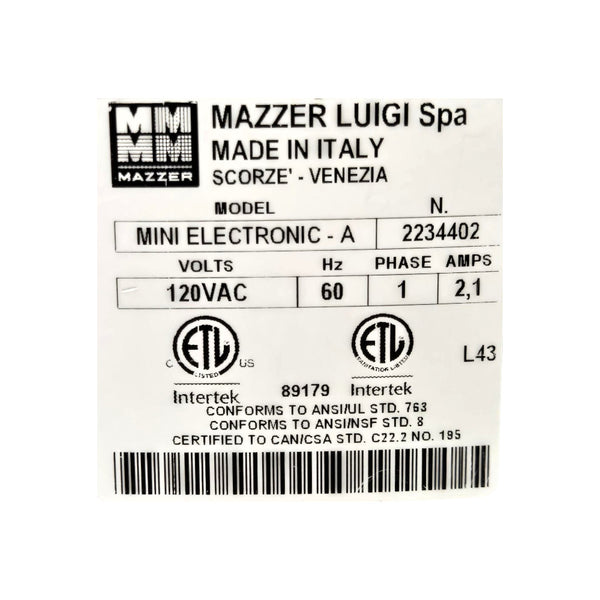 MAZZER
MAZZER LUIGI Spa
MADE IN ITALY
SCORZE' - VENEZIA
MODEL N.
MINI ELECTRONIC - A 2234402
VOLTS Hz PHASE AMPS
120VAC 60 1 2,1
ETL ETL
C US L43
LISTED SANITATION LISTED
Intertek 89179 Intertek
CONFORMS TO ANSI/UL STD. 763
CONFORMS TO ANSI/NSF STD. 8
CERTIFIED TO CAN/CSA STD. C22.2 NO. 195